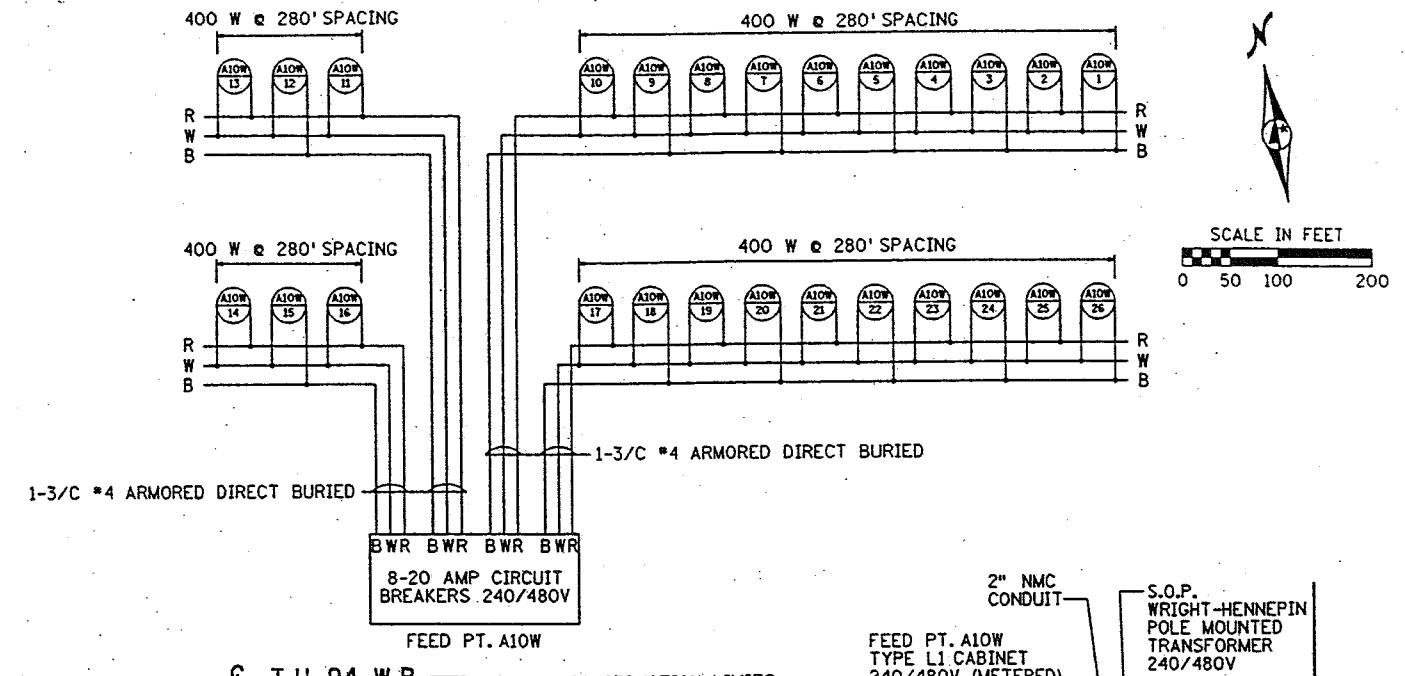 400 W @ 280' SPACING
400 W @ 280' SPACING
N
A10W 13
A10W 12
A10W 11
A10W 10
A10W 9
A10W 8
A10W 7
A10W 6
A10W 5
A10W 4
A10W 3
A10W 2
A10W 1
R
W
B
R
W
B
SCALE IN FEET
0 50 100 200
400 W @ 280' SPACING
400 W @ 280' SPACING
A10W 14
A10W 15
A10W 16
A10W 17
A10W 18
A10W 19
A10W 20
A10W 21
A10W 22
A10W 23
A10W 24
A10W 25
A10W 26
R
W
B
R
W
B
1-3/C #4 ARMORED DIRECT BURIED
1-3/C #4 ARMORED DIRECT BURIED
BWR BWR BWR BWR
8-20 AMP CIRCUIT
BREAKERS 240/480V
FEED PT. A10W
2" NMC
CONDUIT
S.O.P.
WRIGHT-HENNEPIN
POLE MOUNTED
TRANSFORMER
240/480V
FEED PT. A10W
TYPE L1 CABINET
240/480V (METERED)
T.H. 94 W.B.